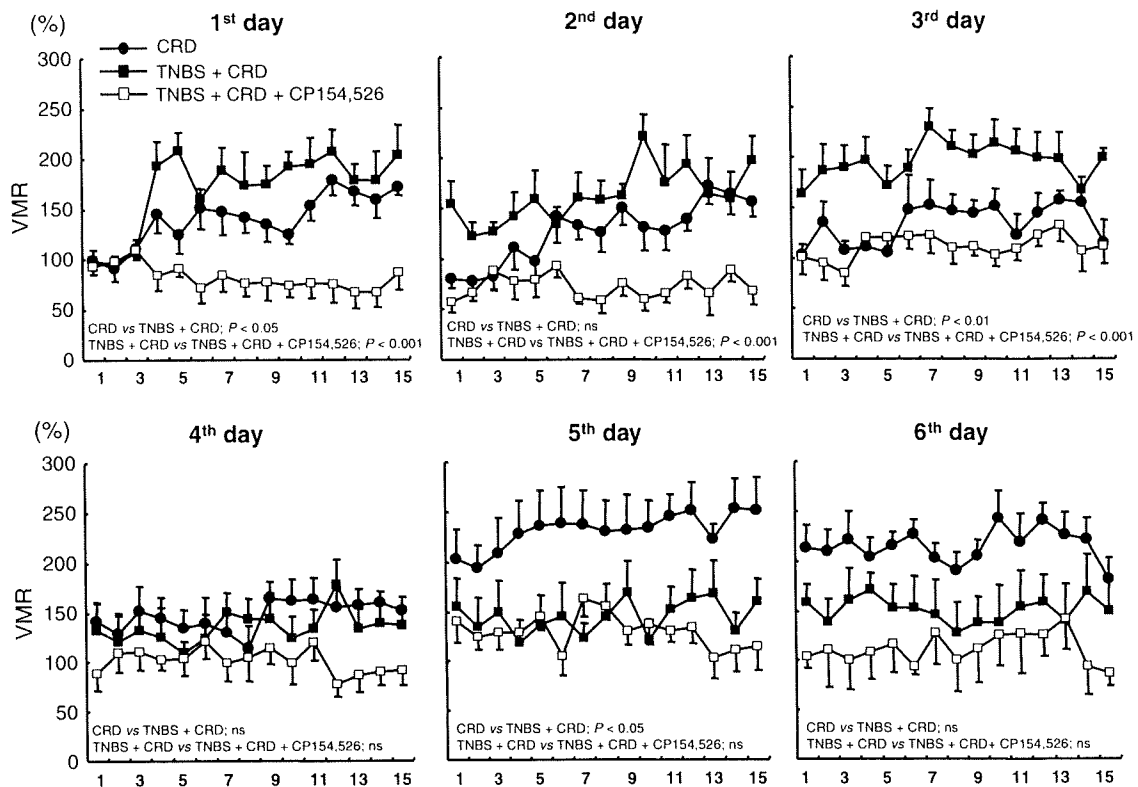 (%)
1st day
2nd day
3rd day
300
250
200
150
100
50
0
VMR
CRD
TNBS + CRD
TNBS + CRD + CP154,526
CRD vs TNBS + CRD; P < 0.05
TNBS + CRD vs TNBS + CRD + CP154,526; P < 0.001
CRD vs TNBS + CRD; ns
TNBS + CRD vs TNBS + CRD + CP154,526; P < 0.001
CRD vs TNBS + CRD; P < 0.01
TNBS + CRD vs TNBS + CRD + CP154,526; P < 0.001
1 3 5 7 9 11 13 15
1 3 5 7 9 11 13 15
1 3 5 7 9 11 13 15
(%)
4th day
5th day
6th day
300
250
200
150
100
50
0
VMR
CRD vs TNBS + CRD; ns
TNBS + CRD vs TNBS + CRD + CP154,526; ns
CRD vs TNBS + CRD; P < 0.05
TNBS + CRD vs TNBS + CRD + CP154,526; ns
CRD vs TNBS + CRD; ns
TNBS + CRD vs TNBS + CRD+ CP154,526; ns
1 3 5 7 9 11 13 15
1 3 5 7 9 11 13 15
1 3 5 7 9 11 13 15